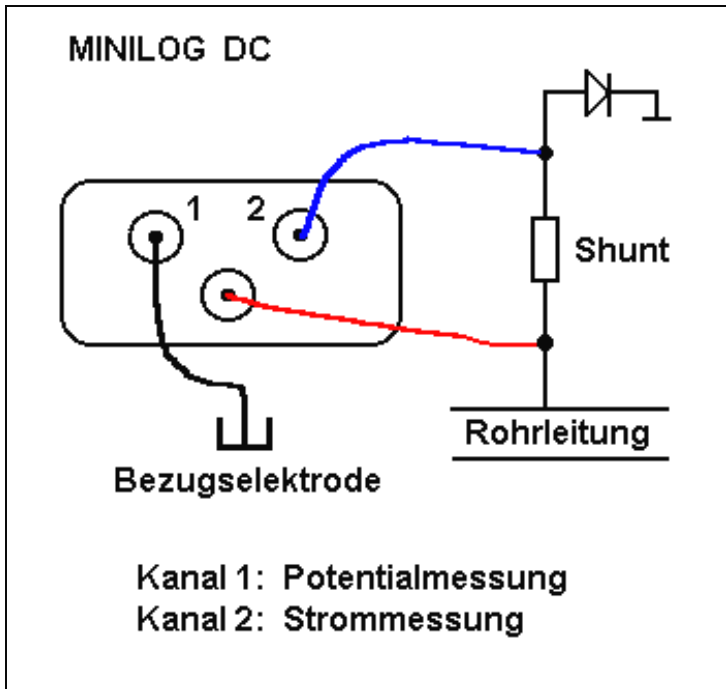 MINILOG DC
1 2
Shunt
Rohrleitung
Bezugselektrode
Kanal 1: Potentialmessung
Kanal 2: Strommessung